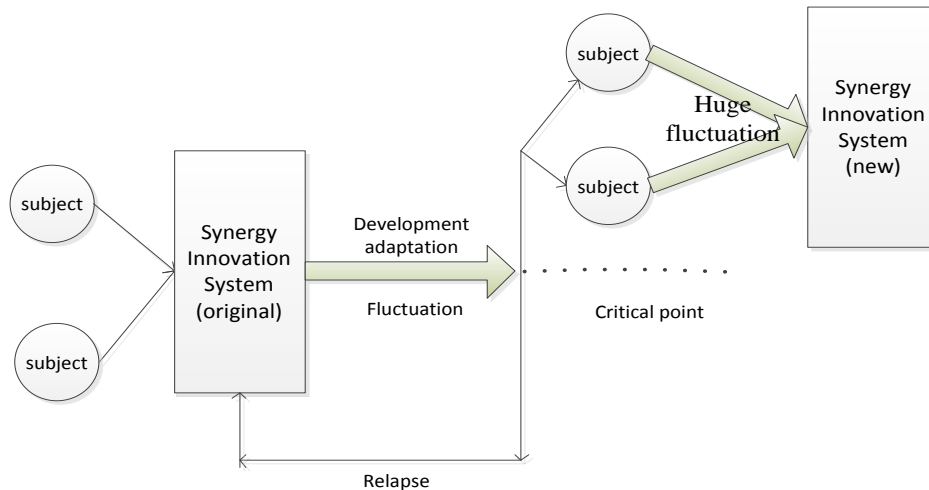 subject
subject
Synergy
Innovation
System
(original)
Development
adaptation
Fluctuation
Relapse
Critical point
subject
subject
Huge
fluctuation
Synergy
Innovation
System
(new)